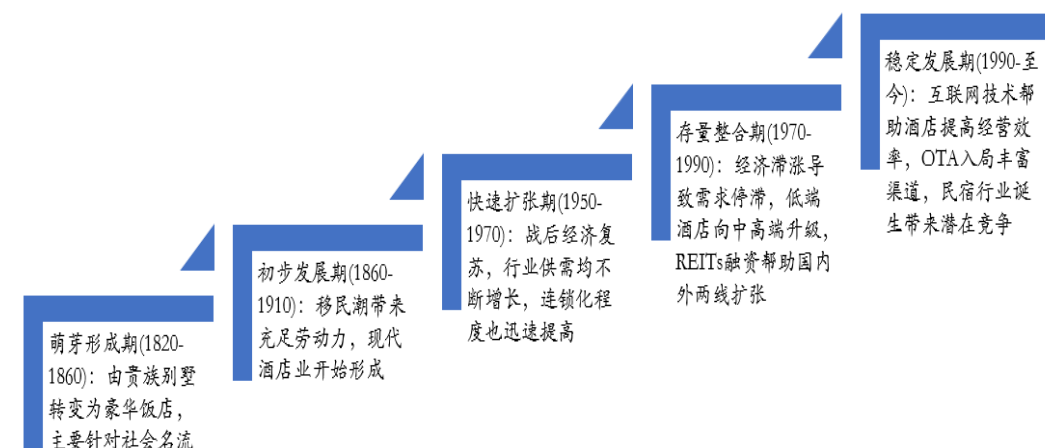 萌芽形成期(1820-
1860)：由贵族别墅
转变为豪华饭店，
主要针对社会名流
初步发展期(1860-
1910)：移民潮带来
充足劳动力，现代
酒店业开始形成
快速扩张期(1950-
1970)：战后经济复
苏，行业供需均不
断增长，连锁化程
度也迅速提高
存量整合期(1970-
1990)：经济滞涨导
致需求停滞，低端
酒店向中高端升级，
REITs融资帮助国内
外两线扩张
稳定发展期(1990-至
今)：互联网技术帮
助酒店提高经营效
率，OTA入局丰富
渠道，民宿行业诞
生带来潜在竞争